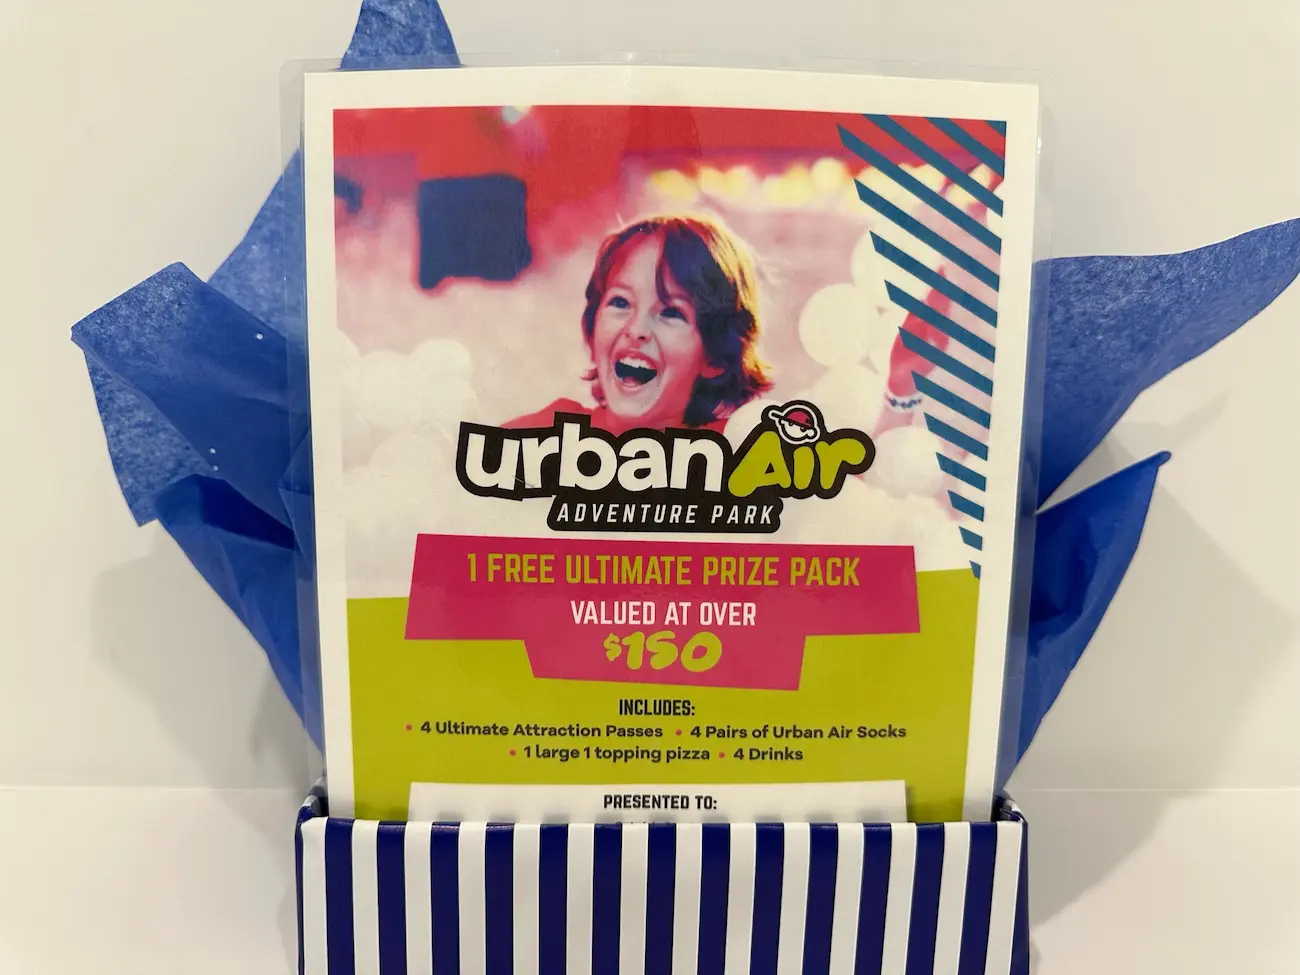 urban Air
ADVENTURE PARK
1 FREE ULTIMATE PRIZE PACK
VALUED AT OVER
$150
INCLUDES:
• 4 Ultimate Attraction Passes • 4 Pairs of Urban Air Socks
• 1 large 1 topping pizza • 4 Drinks
PRESENTED TO: